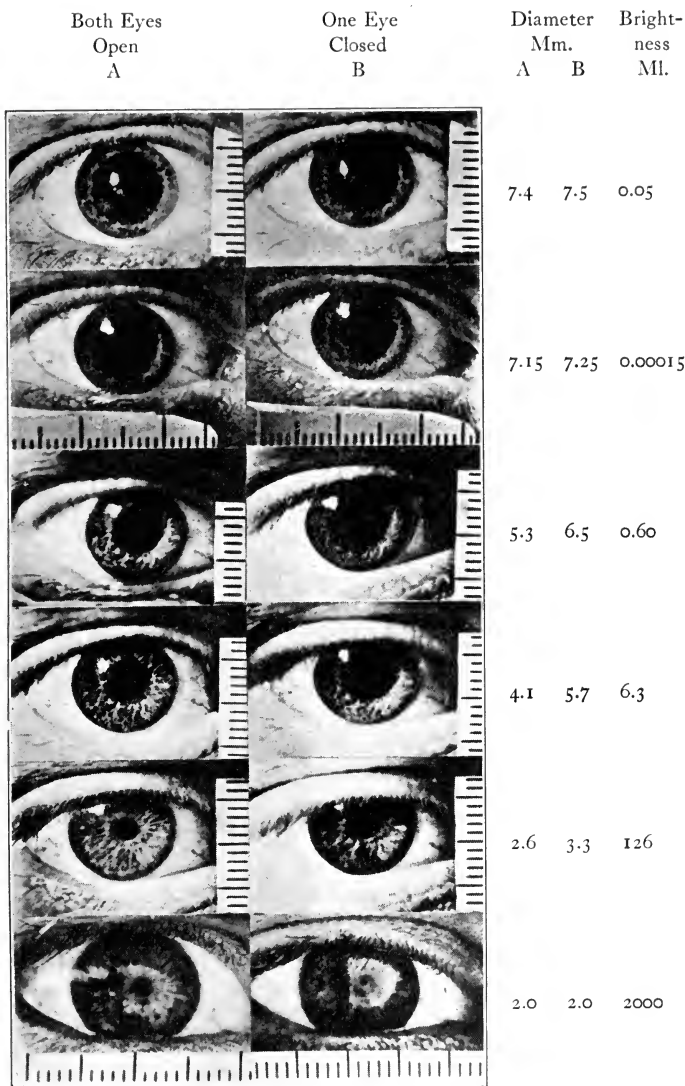 Both Eyes One Eye Diameter Bright-
Open Closed Mm. ness
A B A B Ml.
7.4 7.5 0.05
7.15 7.25 0.00015
5.3 6.5 0.60
4.1 5.7 6.3
2.6 3.3 126
2.0 2.0 2000